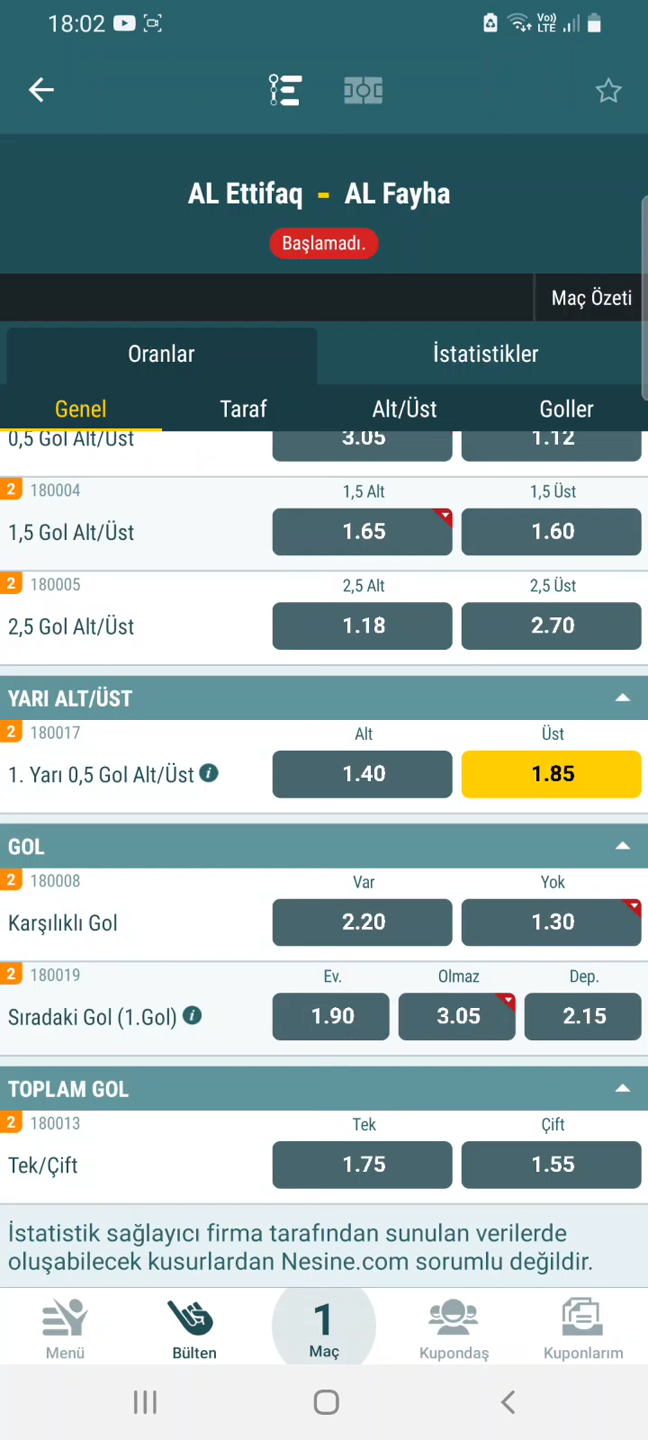 18:02
Vo))
LTE
AL Ettifaq - AL Fayha
Başlamadı.
Maç Özeti
Oranlar İstatistikler
Genel Taraf Alt/Üst Goller
0,5 Gol Alt/Üst 3.05 1.12
2 180004 1,5 Alt 1,5 Üst
1,5 Gol Alt/Üst 1.65 1.60
2 180005 2,5 Alt 2,5 Üst
2,5 Gol Alt/Üst 1.18 2.70
YARI ALT/ÜST
2 180017 Alt Üst
1. Yarı 0,5 Gol Alt/Üst i 1.40 1.85
GOL
2 180008 Var Yok
Karşılıklı Gol 2.20 1.30
2 180019 Ev. Olmaz Dep.
Sıradaki Gol (1.Gol) i 1.90 3.05 2.15
TOPLAM GOL
2 180013 Tek Çift
Tek/Çift 1.75 1.55
İstatistik sağlayıcı firma tarafından sunulan verilerde
oluşabilecek kusurlardan Nesine.com sorumlu değildir.
1
Menü Bülten Maç Kupondaş Kuponlarım